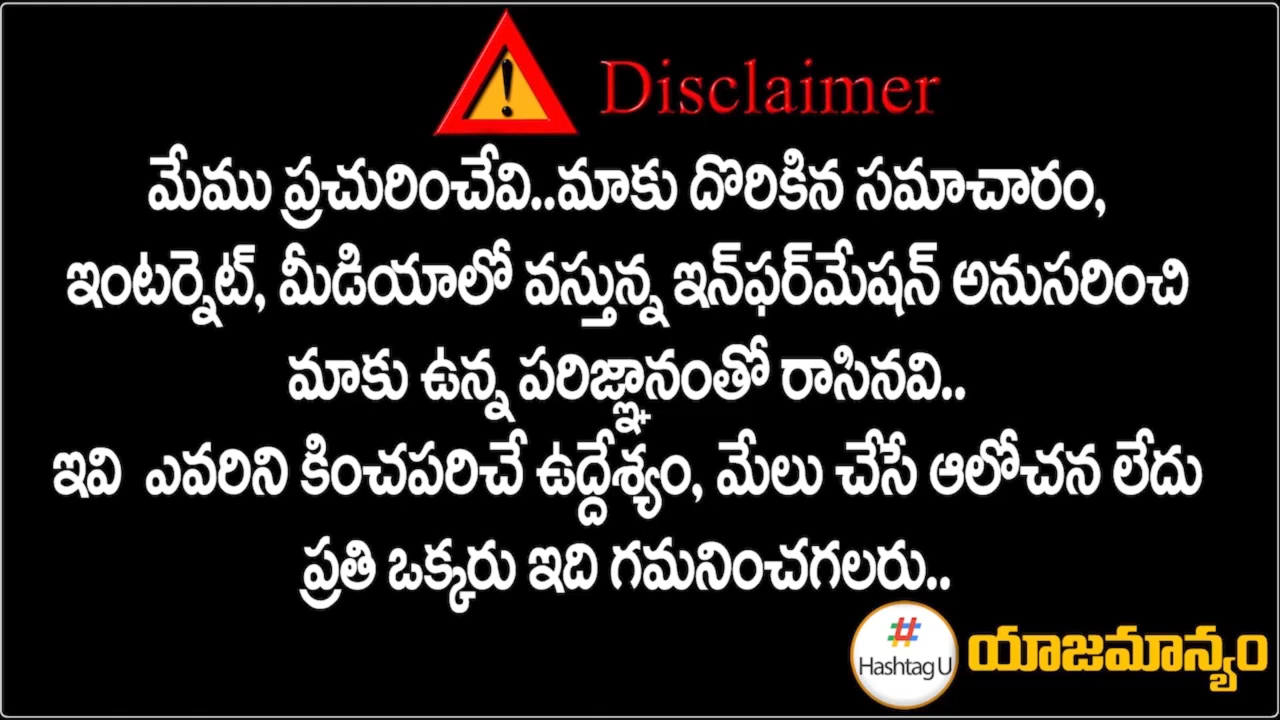 Disclaimer
మేము ప్రచురించేవి..మాకు దొరికిన సమాచారం,
ఇంటర్నెట్, మీడియాలో వస్తున్న ఇన్‌ఫర్‌మేషన్ అనుసరించి
మాకు ఉన్న పరిజ్ఞానంతో రాసినవి..
ఇవి ఎవరిని కించపరిచే ఉద్దేశ్యం, మేలు చేసే ఆలోచన లేదు
ప్రతి ఒక్కరు ఇది గమనించగలరు..
# Hashtag U యాజమాన్యం